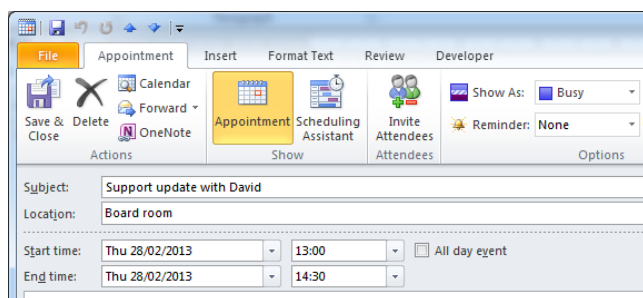 File Appointment Insert Format Text Review Developer
Save & Close
Delete
Calendar
Forward
OneNote
Appointment
Scheduling Assistant
Invite Attendees
Show As: Busy
Reminder: None
Actions Show Attendees Options
Subject: Support update with David
Location: Board room
Start time: Thu 28/02/2013 13:00 All day event
End time: Thu 28/02/2013 14:30